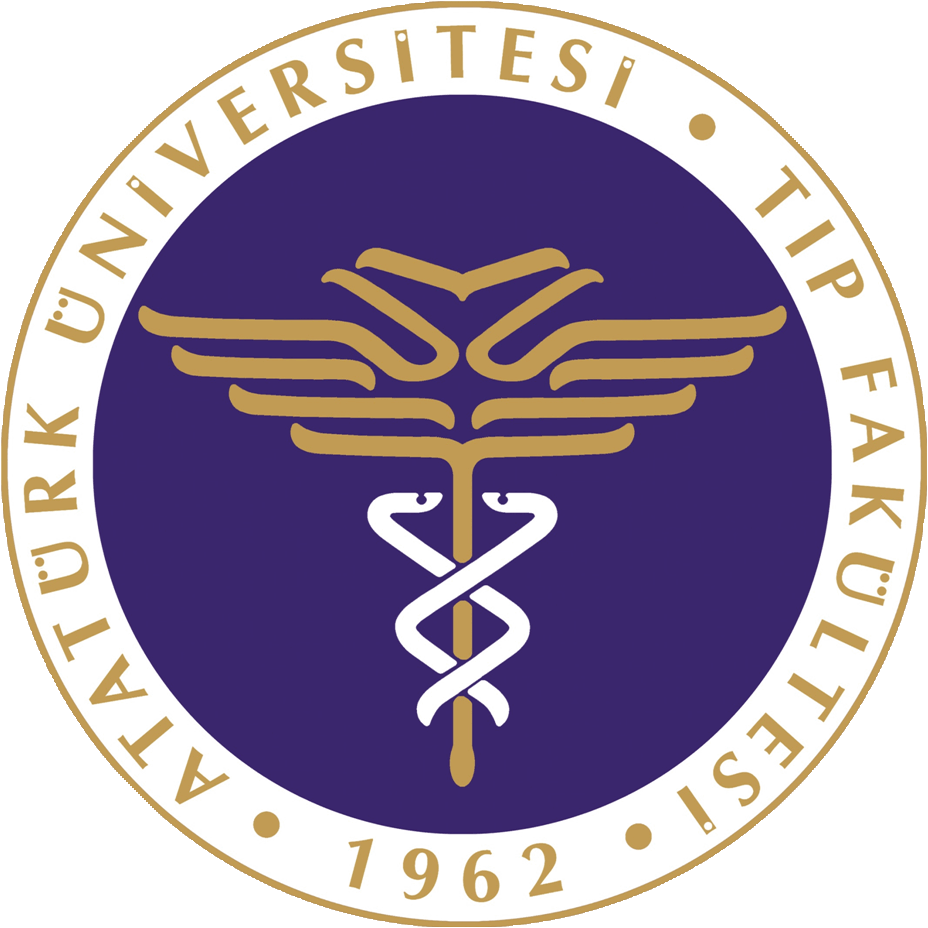 ATATÜRK ÜNİVERSİTESİ • TIP FAKÜLTESİ • 1962 •